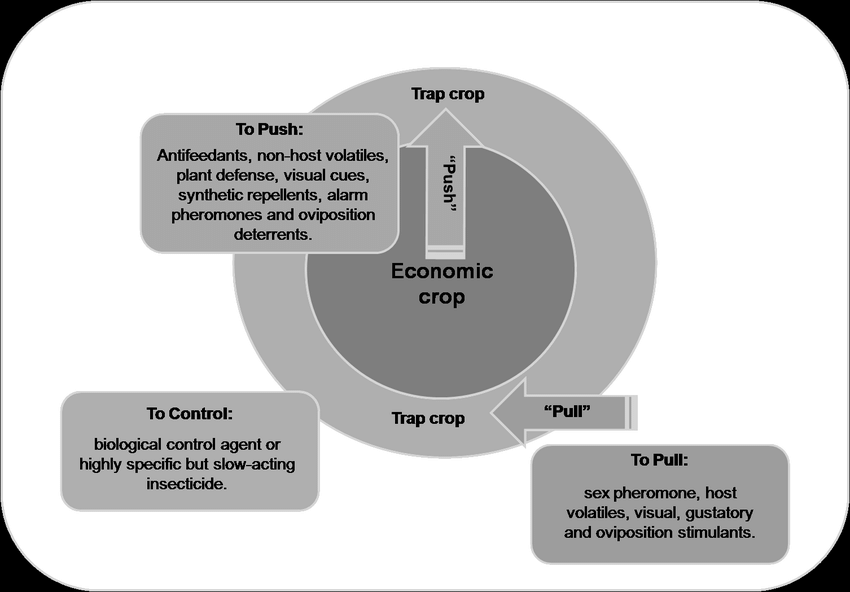 Trap crop
To Push:
Antifeedants, non-host volatiles,
plant defense, visual cues,
synthetic repellents, alarm
pheromones and oviposition
deterrents.
“Push”
Economic
crop
To Control:
biological control agent or
highly specific but slow-acting
insecticide.
Trap crop
“Pull”
To Pull:
sex pheromone, host
volatiles, visual, gustatory
and oviposition stimulants.